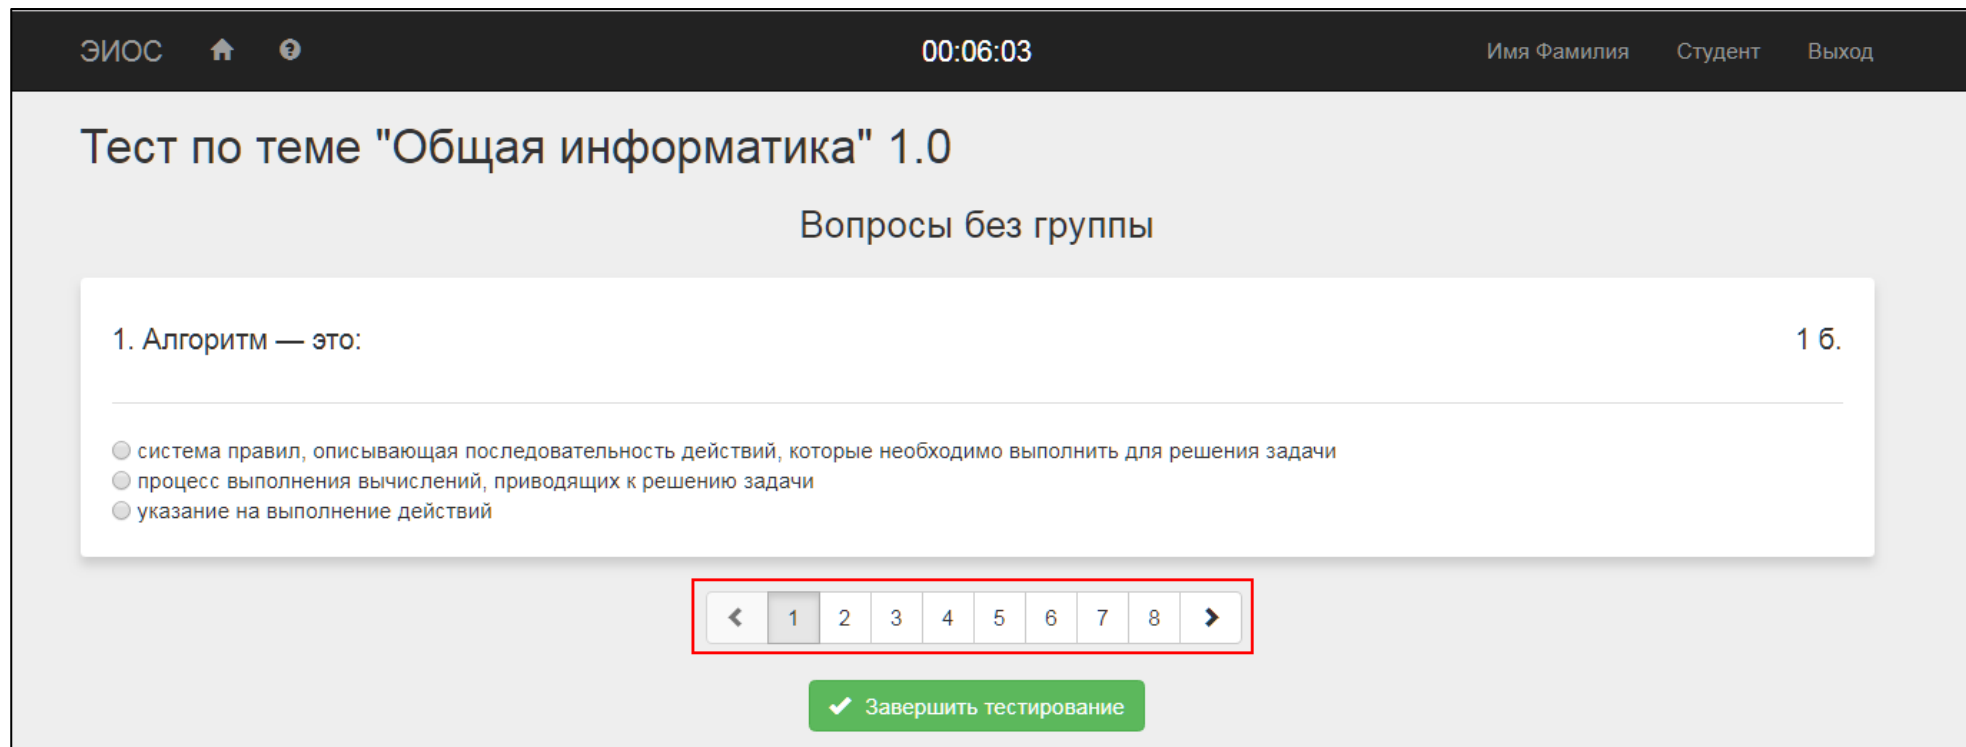 ЭИОС 00:06:03 Имя Фамилия Студент Выход
Тест по теме "Общая информатика" 1.0
Вопросы без группы
1. Алгоритм — это: 1 б.
система правил, описывающая последовательность действий, которые необходимо выполнить для решения задачи
процесс выполнения вычислений, приводящих к решению задачи
указание на выполнение действий
1 2 3 4 5 6 7 8
Завершить тестирование